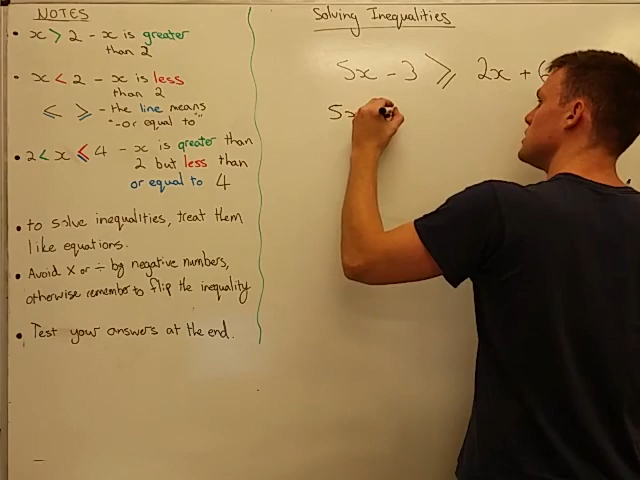 NOTES
• x > 2 - x is greater
than 2
• x < 2 - x is less
than 2
≤ ≥ - the line means
"-or equal to".
• 2 < x ≤ 4 - x is greater than
2 but less than
or equal to 4
• to solve inequalities, treat them
like equations.
• Avoid × or ÷ by negative numbers,
otherwise remember to flip the inequality
• Test your answers at the end.
Solving Inequalities
5x - 3 ≥ 2x + (
5x